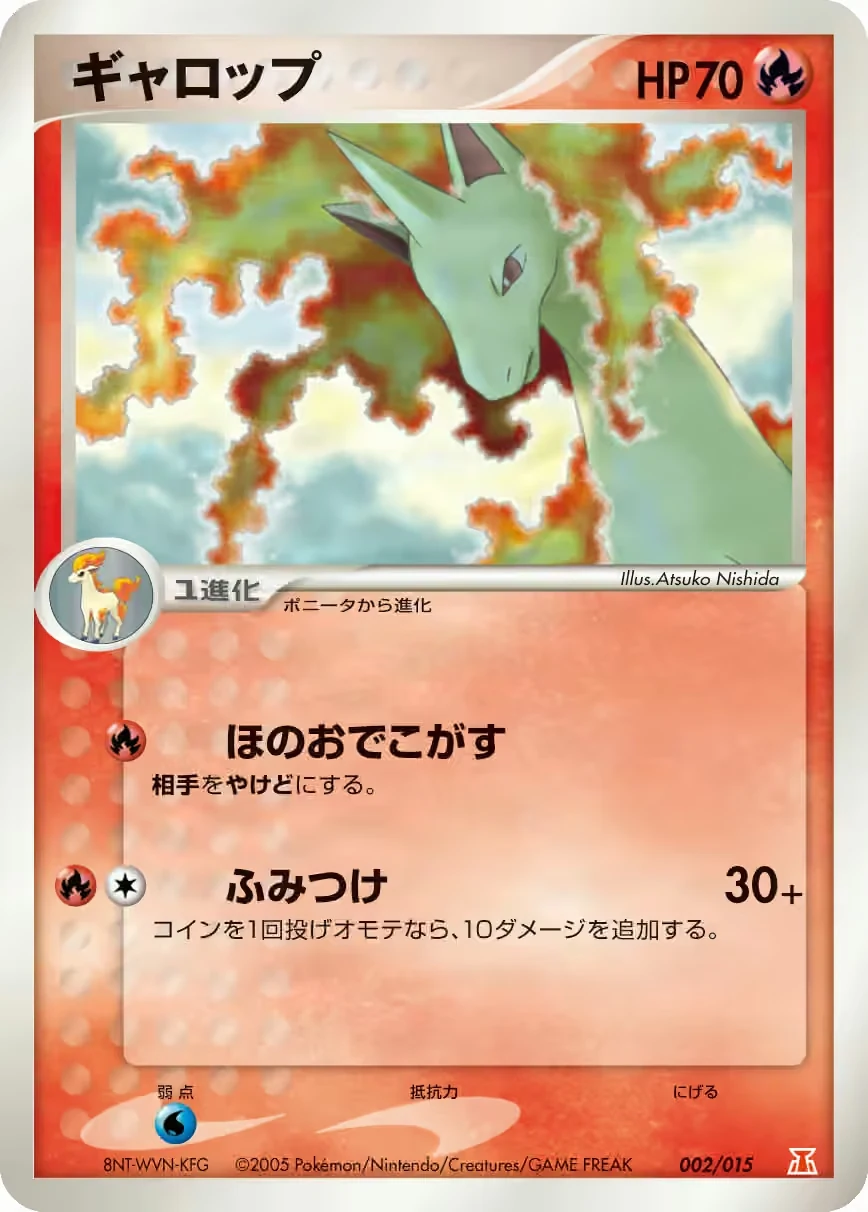 ギャロップ
HP70
Illus.Atsuko Nishida
1進化
ポニータから進化
ほのおでこがす
相手をやけどにする。
ふみつけ 30+
コインを1回投げオモテなら、10ダメージを追加する。
弱点 抵抗力 にげる
8NT-WVN-KFG ©2005 Pokémon/Nintendo/Creatures/GAME FREAK 002/015